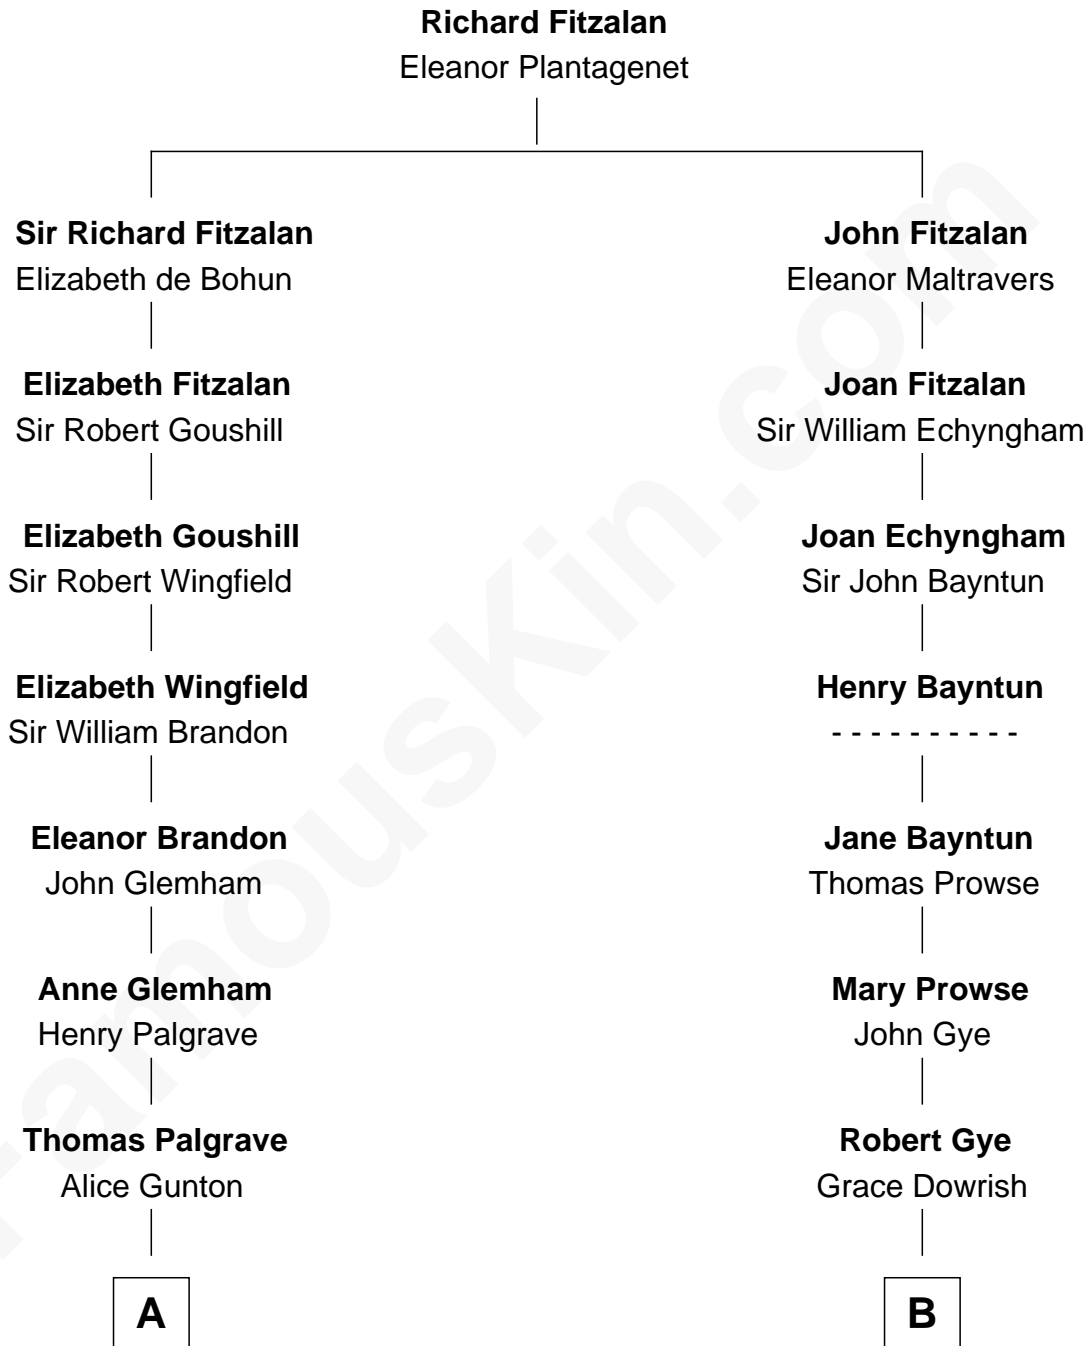 Richard Fitzalan
Eleanor Plantagenet
Sir Richard Fitzalan
Elizabeth de Bohun
Elizabeth Fitzalan
Sir Robert Goushill
Elizabeth Goushill
Sir Robert Wingfield
Elizabeth Wingfield
Sir William Brandon
Eleanor Brandon
John Glemham
Anne Glemham
Henry Palgrave
Thomas Palgrave
Alice Gunton
A
John Fitzalan
Eleanor Maltravers
Joan Fitzalan
Sir William Echyngham
Joan Echyngham
Sir John Bayntun
Henry Bayntun
- - - - - - - - - -
Jane Bayntun
Thomas Prowse
Mary Prowse
John Gye
Robert Gye
Grace Dowrish
B
FamousKin.com